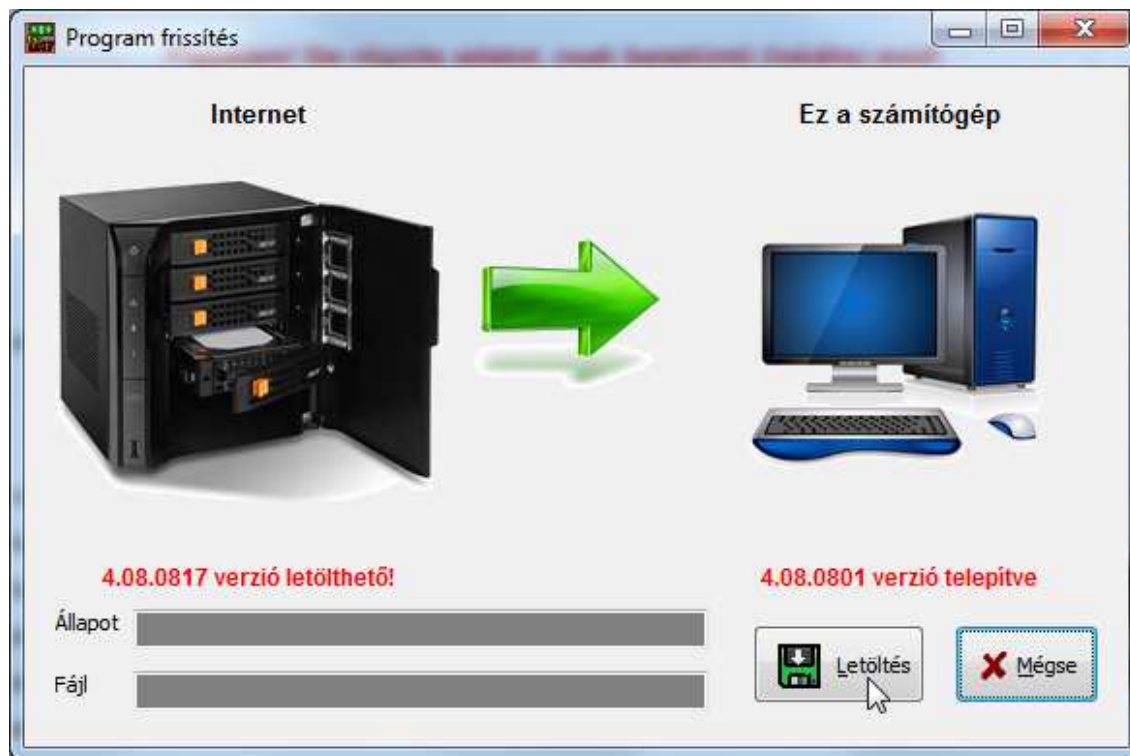 Program frissítés
Internet
Ez a számítógép
4.08.0817 verzió letölthető!
4.08.0801 verzió telepítve
Állapot
Fájl
Letöltés
Mégse